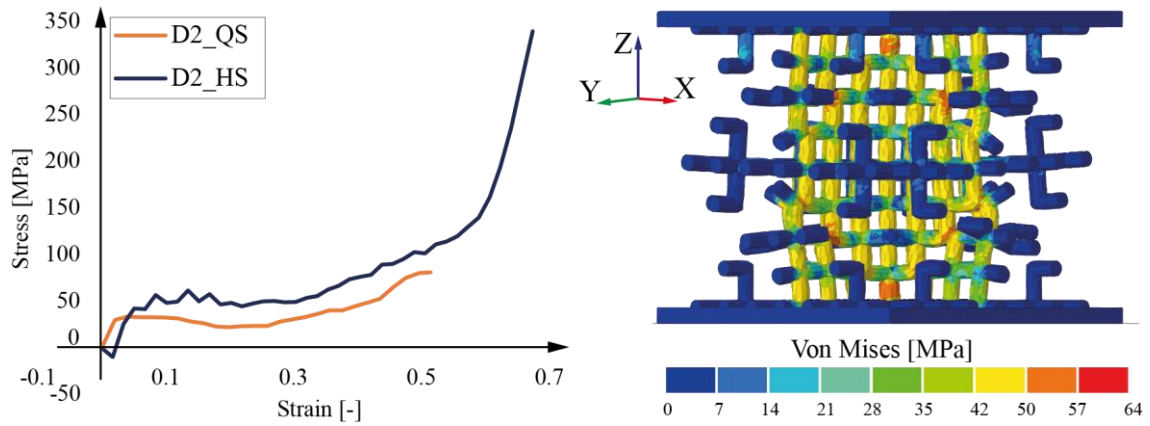 350
300
250
200
150
100
50
0
-50
Stress [MPa]
D2_QS
D2_HS
-0.1
0.1
0.3
0.5
0.7
Strain [-]
Z
Y
X
Von Mises [MPa]
0 7 14 21 28 35 42 50 57 64